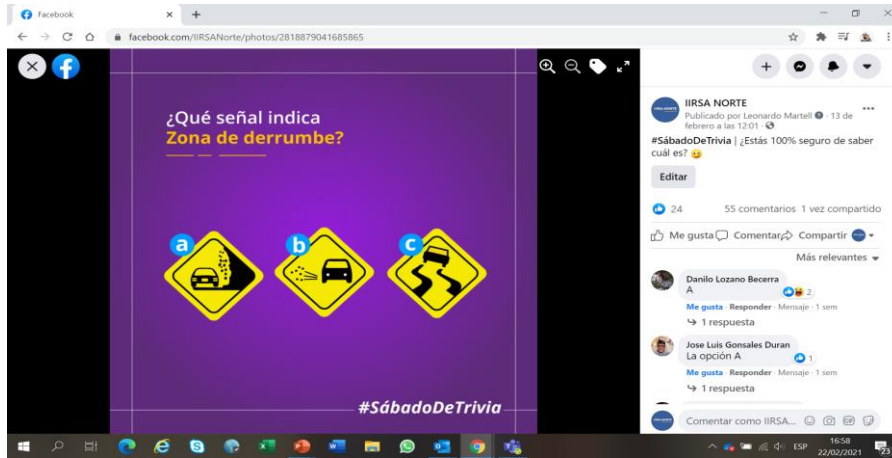 Facebook
facebook.com/IIRSANorte/photos/2818879041685865
¿Qué señal indica
Zona de derrumbe?
a
b
c
#SábadoDeTrivia
IIRSA NORTE
Publicado por Leonardo Martell · 13 de
febrero a las 12:01 ·
#SábadoDeTrivia | ¿Estás 100% seguro de saber
cuál es?
Editar
24
55 comentarios 1 vez compartido
Me gusta Comentar Compartir
Más relevantes
Danilo Lozano Becerra
A
2
Me gusta · Responder · Mensaje · 1 sem
1 respuesta
Jose Luis Gonsales Duran
La opción A
1
Me gusta · Responder · Mensaje · 1 sem
1 respuesta
Comentar como IIRSA...
ESP
16:58
22/02/2021